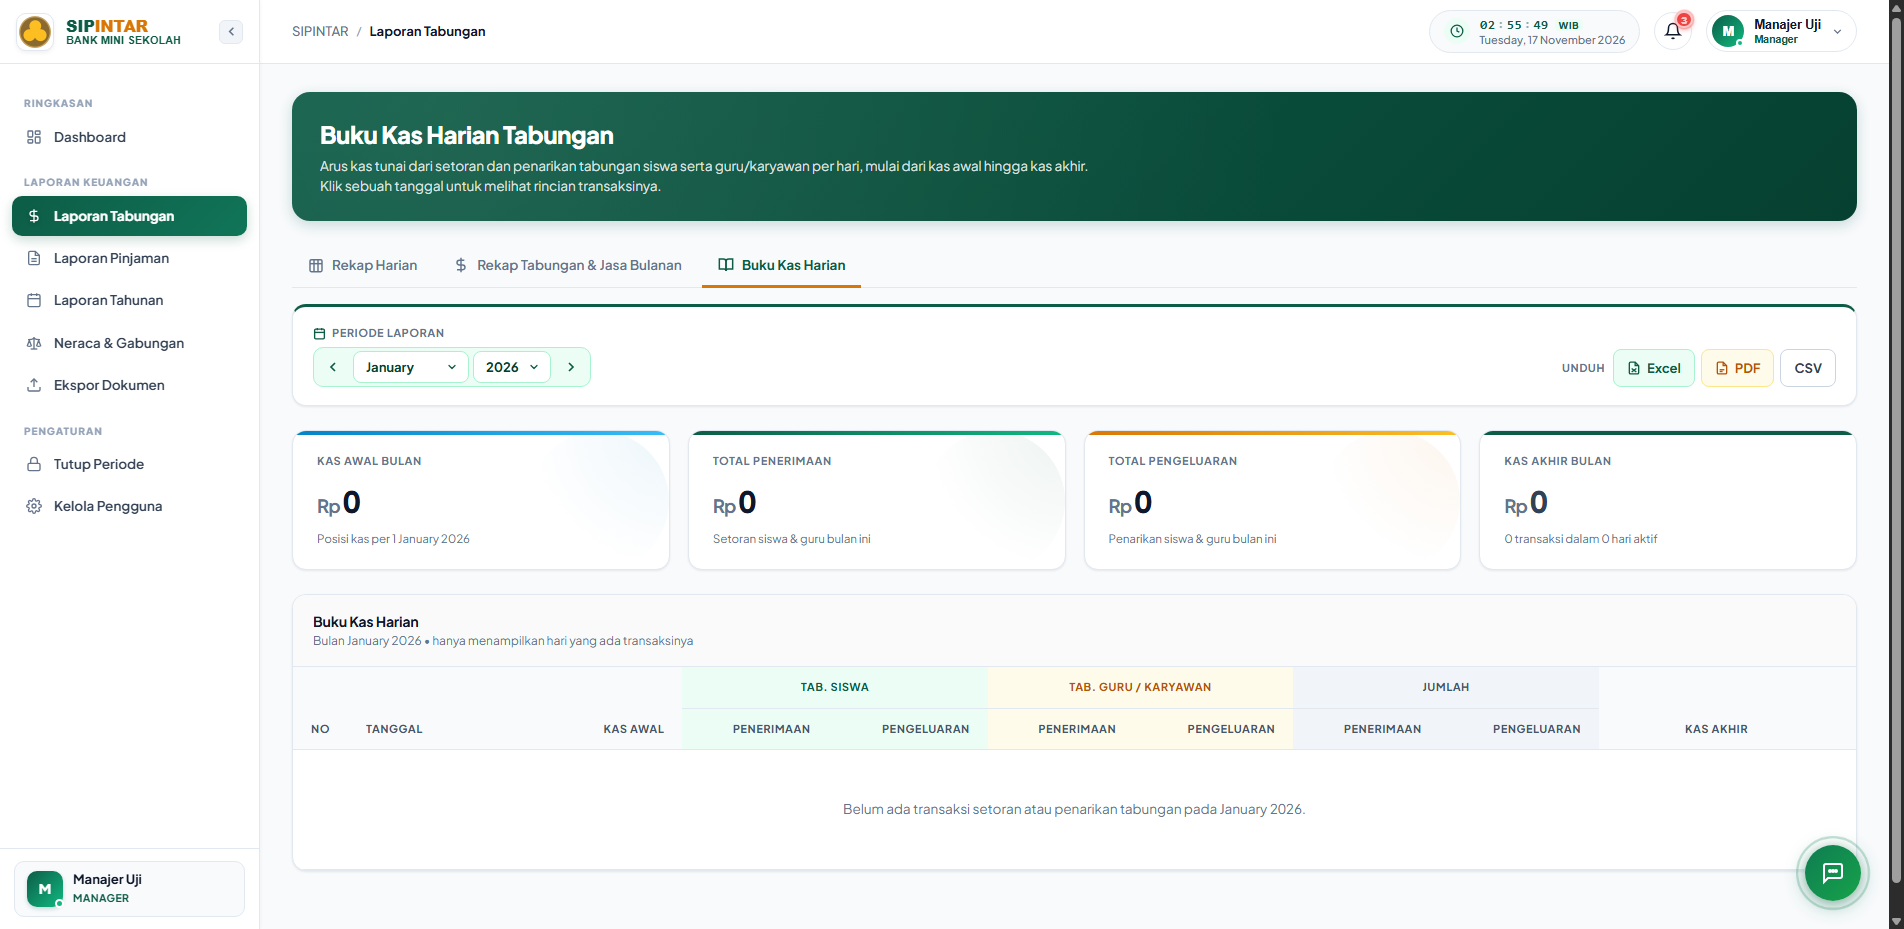 SIPINTAR
BANK MINI SEKOLAH
SIPINTAR / Laporan Tabungan
02 : 55 : 49 WIB
Tuesday, 17 November 2026
3
M
Manajer Uji
Manager
RINGKASAN
Dashboard
LAPORAN KEUANGAN
Laporan Tabungan
Laporan Pinjaman
Laporan Tahunan
Neraca & Gabungan
Ekspor Dokumen
PENGATURAN
Tutup Periode
Kelola Pengguna
M
Manajer Uji
MANAGER
Buku Kas Harian Tabungan
Arus kas tunai dari setoran dan penarikan tabungan siswa serta guru/karyawan per hari, mulai dari kas awal hingga kas akhir.
Klik sebuah tanggal untuk melihat rincian transaksinya.
Rekap Harian
Rekap Tabungan & Jasa Bulanan
Buku Kas Harian
PERIODE LAPORAN
January
2026
UNDUH
Excel
PDF
CSV
KAS AWAL BULAN
Rp 0
Posisi kas per 1 January 2026
TOTAL PENERIMAAN
Rp 0
Setoran siswa & guru bulan ini
TOTAL PENGELUARAN
Rp 0
Penarikan siswa & guru bulan ini
KAS AKHIR BULAN
Rp 0
0 transaksi dalam 0 hari aktif
Buku Kas Harian
Bulan January 2026 • hanya menampilkan hari yang ada transaksinya
TAB. SISWA
TAB. GURU / KARYAWAN
JUMLAH
NO
TANGGAL
KAS AWAL
PENERIMAAN
PENGELUARAN
PENERIMAAN
PENGELUARAN
PENERIMAAN
PENGELUARAN
KAS AKHIR
Belum ada transaksi setoran atau penarikan tabungan pada January 2026.